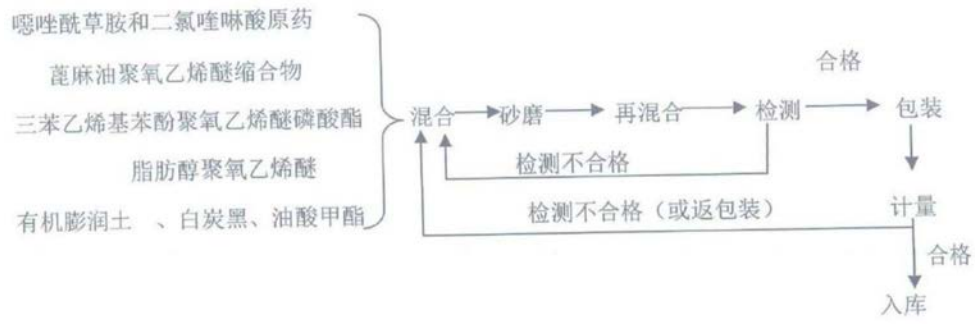 噁唑酰草胺和二氯喹啉酸原药
蓖麻油聚氧乙烯醚缩合物
三苯乙烯基苯酚聚氧乙烯醚磷酸酯
脂肪醇聚氧乙烯醚
有机膨润土 、白炭黑、油酸甲酯
混合
砂磨
再混合
检测
合格
包装
检测不合格
检测不合格（或返包装）
计量
合格
入库